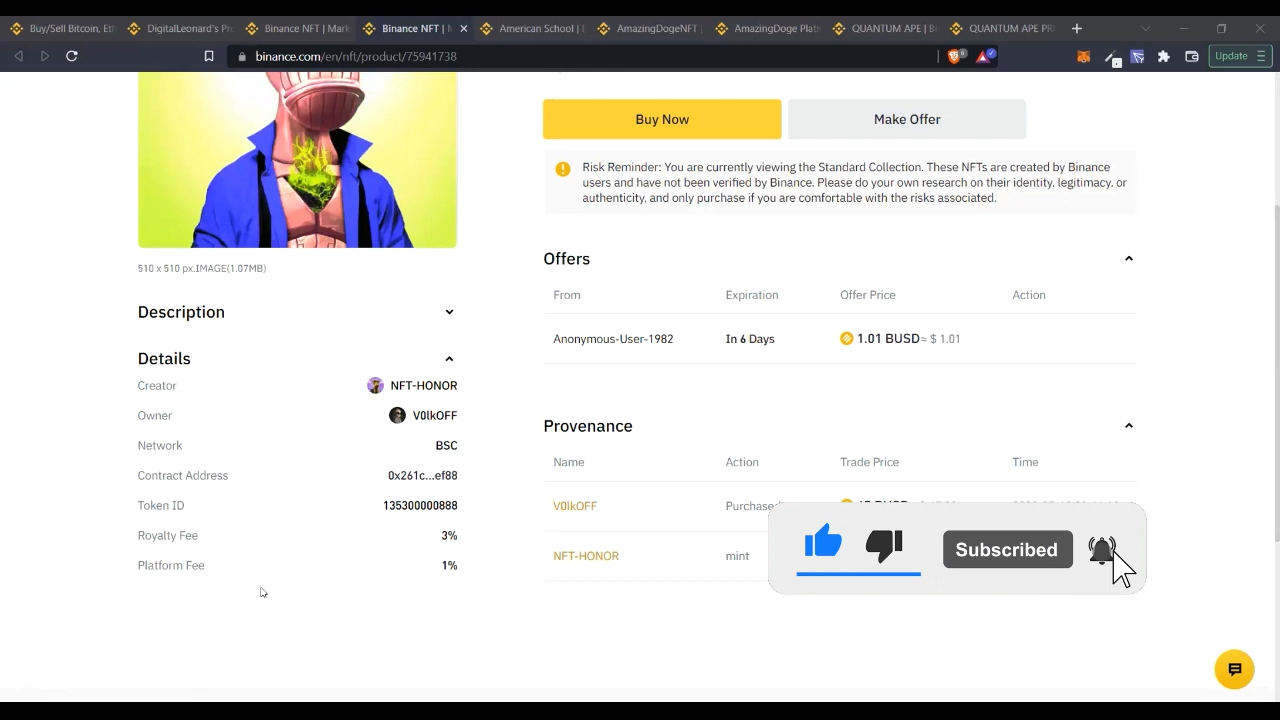 Buy/Sell Bitcoin, Eth
DigitalLeonard's Pr
Binance NFT | Mark
Binance NFT |
American School |
AmazingDogeNFT |
AmazingDoge Plat
QUANTUM APE | B
QUANTUM APE PR
binance.com/en/nft/product/75941738
Update
Buy Now
Make Offer
Risk Reminder: You are currently viewing the Standard Collection. These NFTs are created by Binance
users and have not been verified by Binance. Please do your own research on their identity, legitimacy, or
authenticity, and only purchase if you are comfortable with the risks associated.
510 x 510 px.IMAGE(1.07MB)
Description
Details
Creator NFT-HONOR
Owner V0lkOFF
Network BSC
Contract Address 0x261c...ef88
Token ID 135300000888
Royalty Fee 3%
Platform Fee 1%
Offers
From Expiration Offer Price Action
Anonymous-User-1982 In 6 Days 1.01 BUSD≈ $ 1.01
Provenance
Name Action Trade Price Time
V0lkOFF Purchased
NFT-HONOR mint
Subscribed